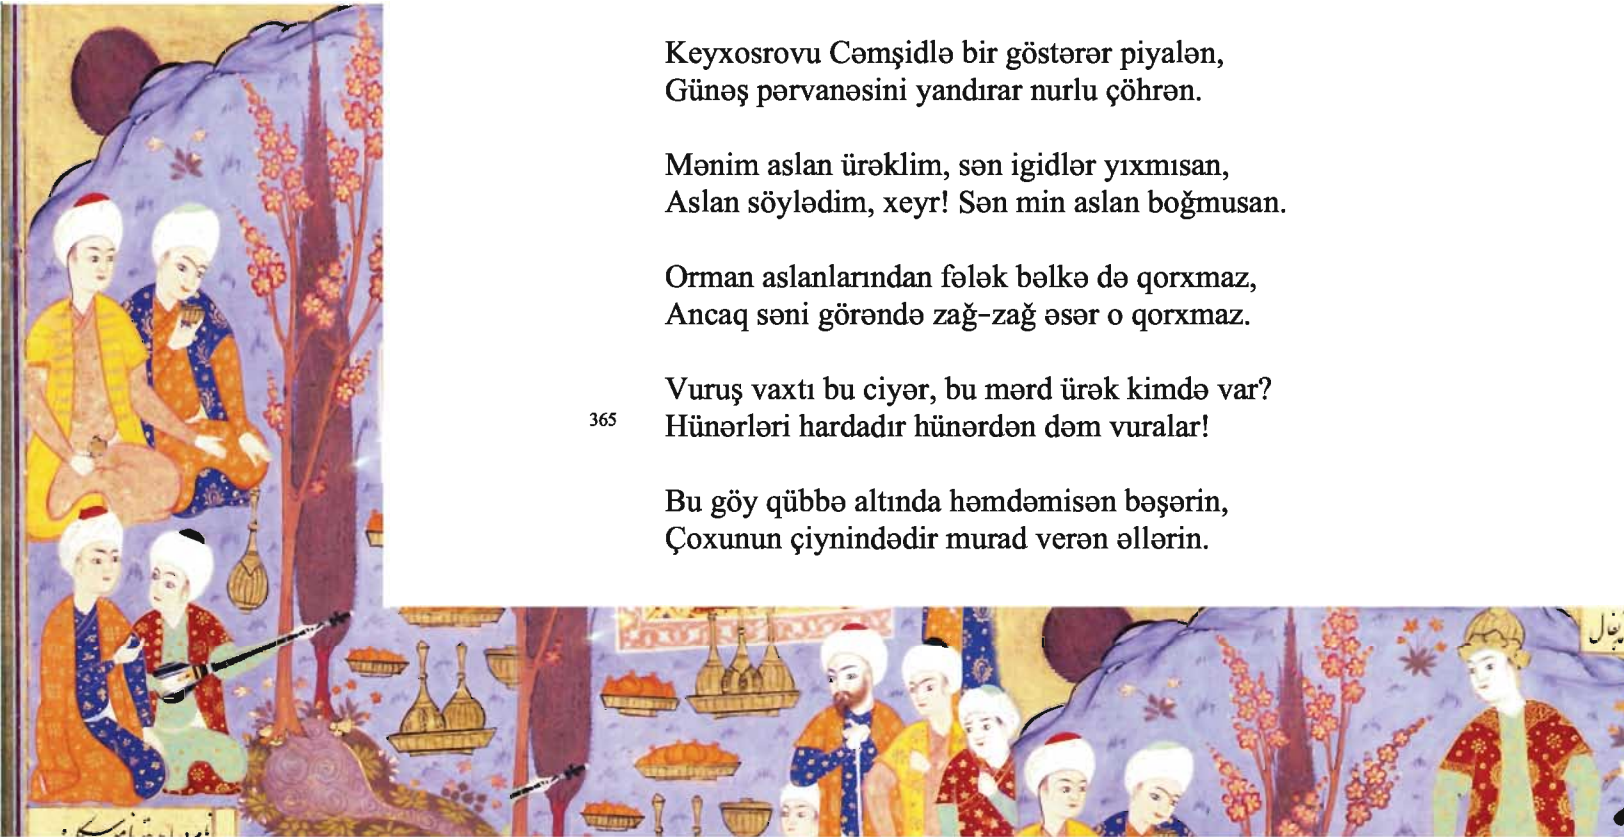 Keyxosrovu Cəmşidlə bir göstərər piyalən,
Günəş pərvanəsini yandırar nurlu çöhrən.
Mənim aslan ürəklim, sən igidlər yıxmısan,
Aslan söylədim, xeyr! Sən min aslan boğmusan.
Orman aslanlarından fələk bəlkə də qorxmaz,
Ancaq səni görəndə zağ-zağ əsər o qorxmaz.
Vuruş vaxtı bu ciyər, bu mərd ürək kimdə var?
365 Hünərləri hardadır hünərdən dəm vuralar!
Bu göy qübbə altında həmdəmisən bəşərin,
Çoxunun çiynindədir murad verən əllərin.